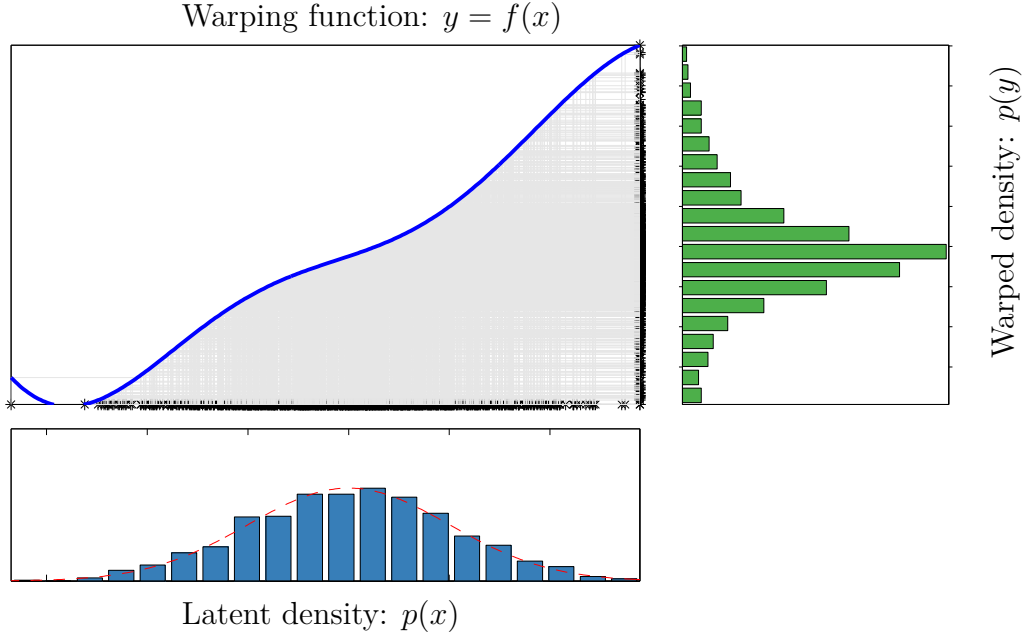 Warping function: y = f(x)
Warped density: p(y)
Latent density: p(x)